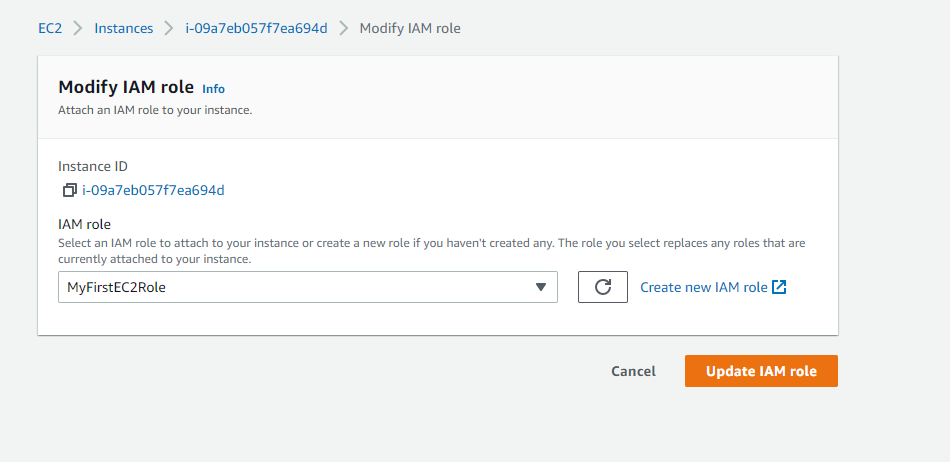 EC2 > Instances > i-09a7eb057f7ea694d > Modify IAM role
Modify IAM role Info
Attach an IAM role to your instance.
Instance ID
i-09a7eb057f7ea694d
IAM role
Select an IAM role to attach to your instance or create a new role if you haven't created any. The role you select replaces any roles that are
currently attached to your instance.
MyFirstEC2Role
Create new IAM role
Cancel
Update IAM role